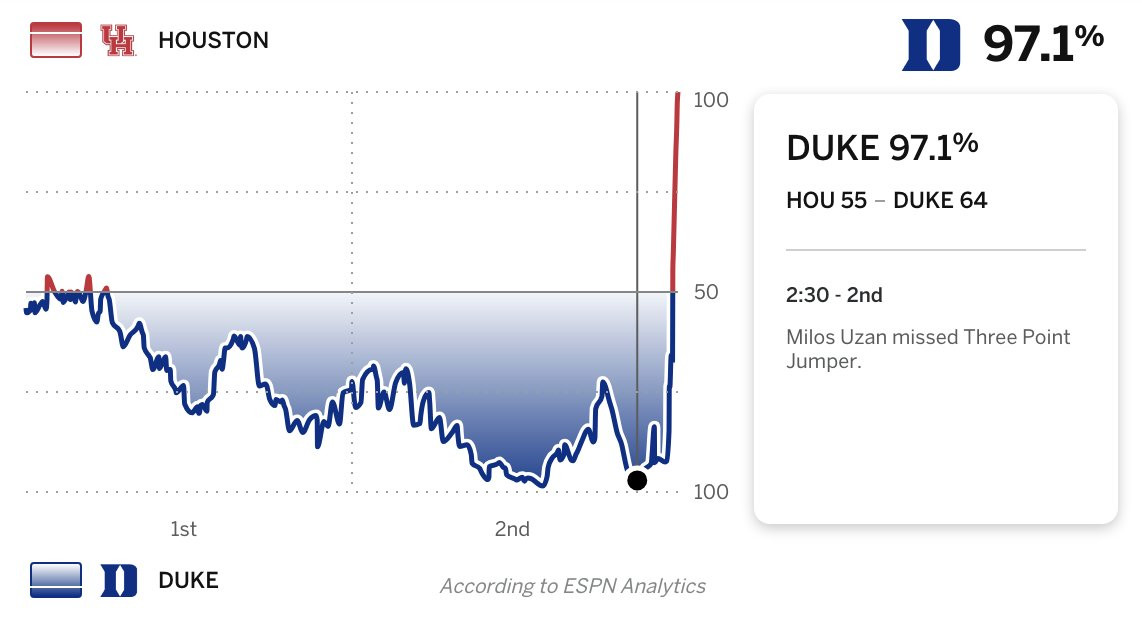 HOUSTON
97.1%
100
DUKE 97.1%
HOU 55 – DUKE 64
50
2:30 - 2nd
Milos Uzan missed Three Point
Jumper.
100
1st
2nd
DUKE
According to ESPN Analytics